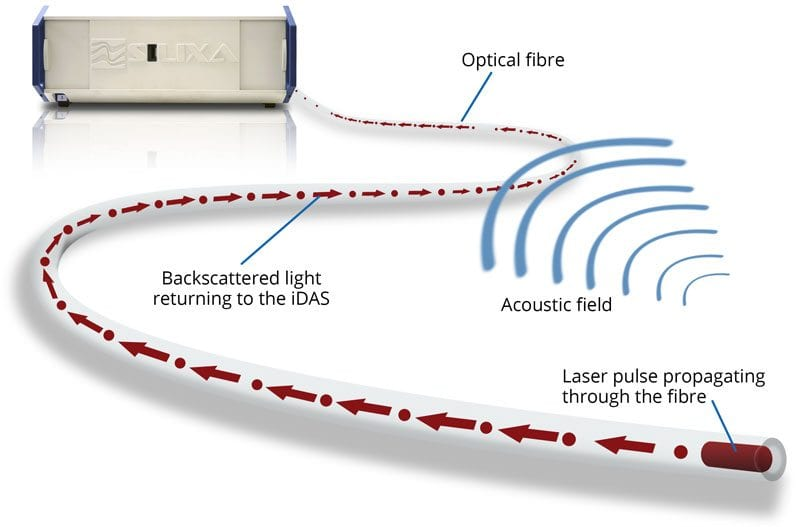 SILIXA
Optical fibre
Backscattered light
returning to the iDAS
Acoustic field
Laser pulse propagating
through the fibre